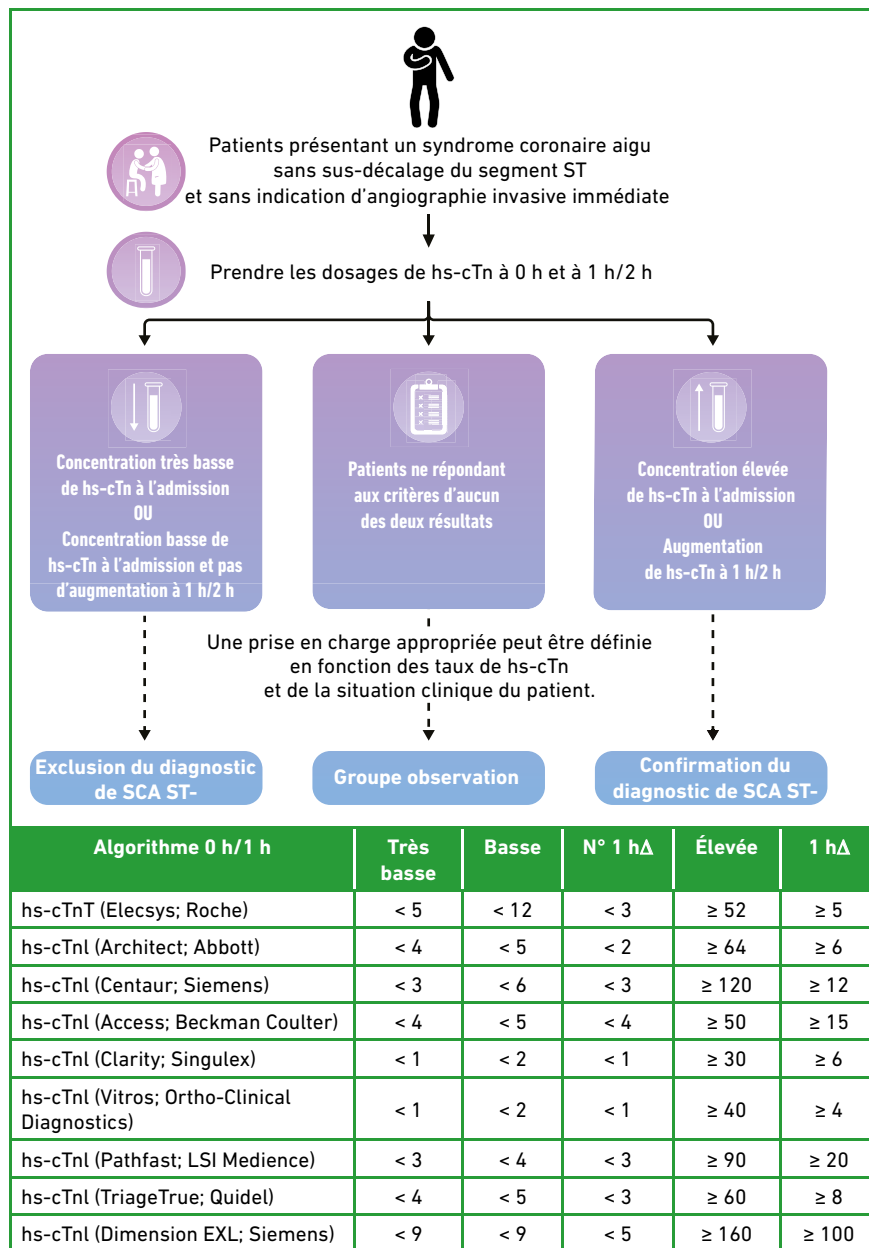 Patients présentant un syndrome coronaire aigu
sans sus-décalage du segment ST
et sans indication d'angiographie invasive immédiate
Prendre les dosages de hs-cTn à 0 h et à 1 h/2 h
Concentration très basse
de hs-cTn à l'admission
OU
Concentration basse de
hs-cTn à l'admission et pas
d'augmentation à 1 h/2 h
Patients ne répondant
aux critères d'aucun
des deux résultats
Concentration élevée
de hs-cTn à l'admission
OU
Augmentation
de hs-cTn à 1 h/2 h
Une prise en charge appropriée peut être définie
en fonction des taux de hs-cTn
et de la situation clinique du patient.
Exclusion du diagnostic
de SCA ST-
Groupe observation
Confirmation du
diagnostic de SCA ST-
Algorithme 0 h/1 h Très basse Basse N° 1 hΔ Élevée 1 hΔ
hs-cTnT (Elecsys; Roche) < 5 < 12 < 3 ≥ 52 ≥ 5
hs-cTnl (Architect; Abbott) < 4 < 5 < 2 ≥ 64 ≥ 6
hs-cTnl (Centaur; Siemens) < 3 < 6 < 3 ≥ 120 ≥ 12
hs-cTnl (Access; Beckman Coulter) < 4 < 5 < 4 ≥ 50 ≥ 15
hs-cTnl (Clarity; Singulex) < 1 < 2 < 1 ≥ 30 ≥ 6
hs-cTnl (Vitros; Ortho-Clinical
Diagnostics) < 1 < 2 < 1 ≥ 40 ≥ 4
hs-cTnl (Pathfast; LSI Medience) < 3 < 4 < 3 ≥ 90 ≥ 20
hs-cTnl (TriageTrue; Quidel) < 4 < 5 < 3 ≥ 60 ≥ 8
hs-cTnl (Dimension EXL; Siemens) < 9 < 9 < 5 ≥ 160 ≥ 100